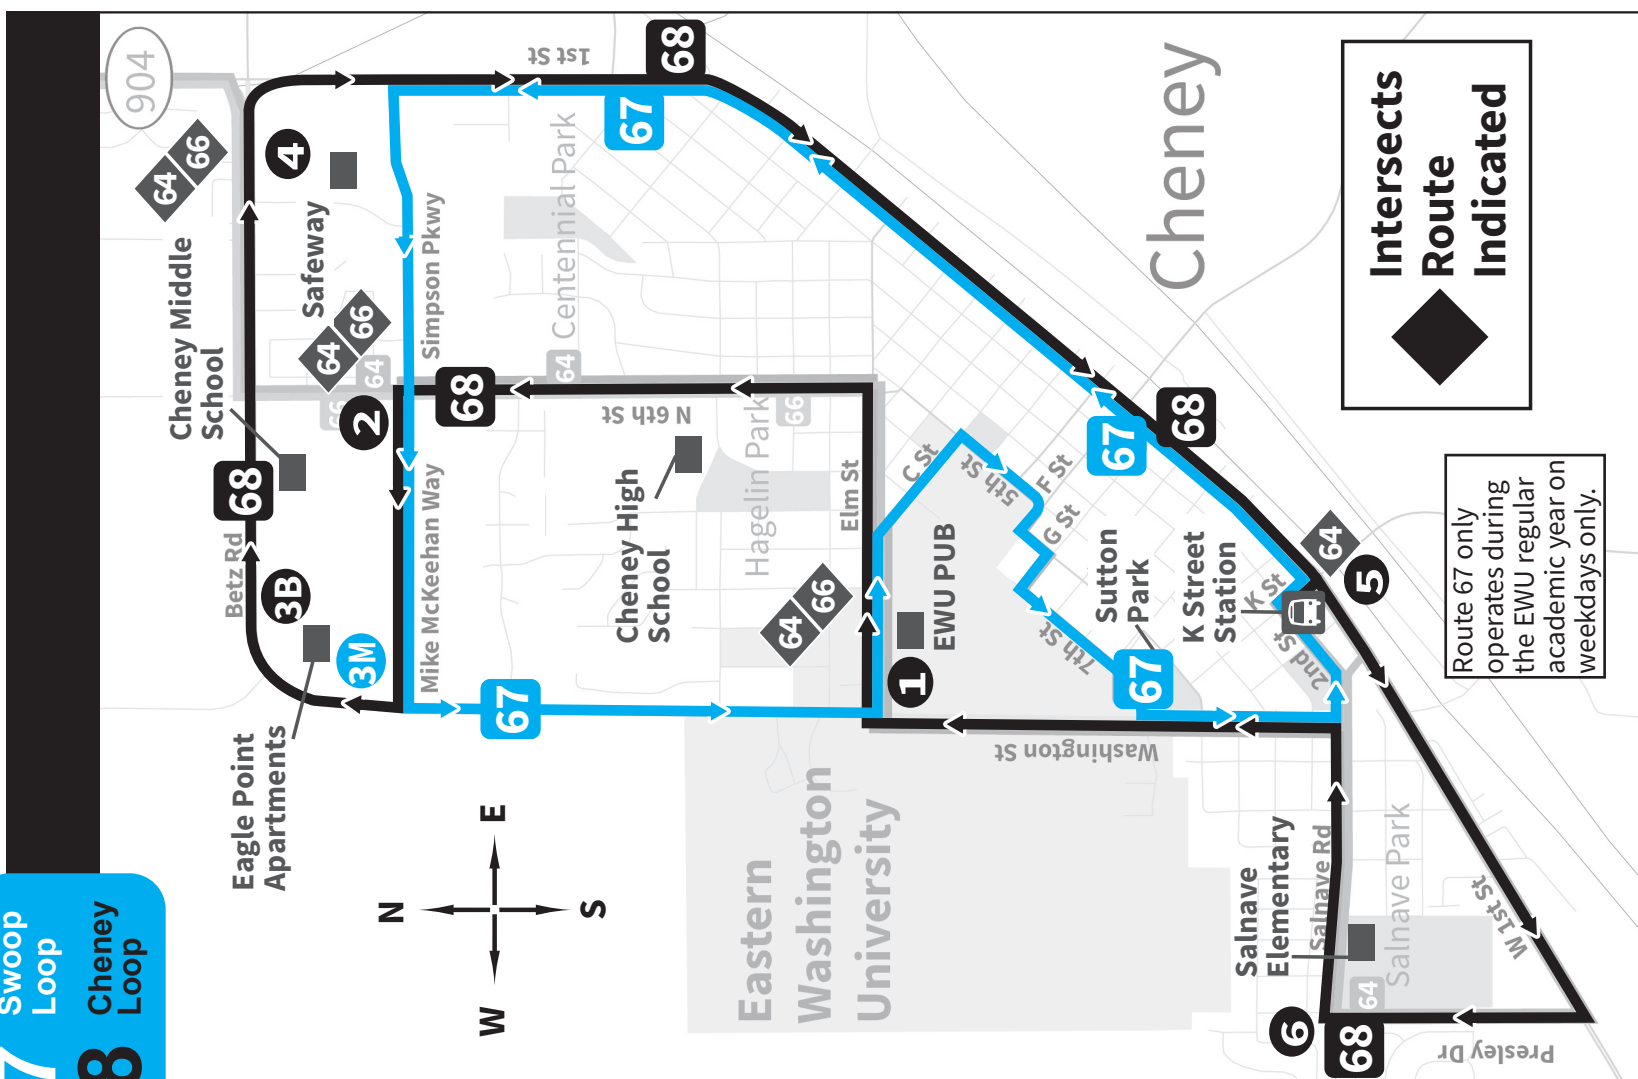 7
Swoop
Loop
8
Cheney
Loop
904
64
66
4
Safeway
Cheney Middle
School
64
66
64
66
2
68
Betz Rd
3B
3M
Eagle Point
Apartments
1st St
68
67
Simpson Pkwy
Centennial Park
64
68
N 6th St
66
Hagelin Park
Cheney High
School
Mike McKeehan Way
67
Elm St
64
66
1
EWU PUB
C St
5th St
F St
G St
7th St
Sutton
Park
67
K Street
Station
K St
2nd St
64
5
67
68
Cheney
Washington St
Eastern
Washington
University
N
E
S
W
Salnave
Elementary
Salnave Rd
Salnave Park
64
6
68
Presley Dr
W 1st St
Intersects
Route
Indicated
Route 67 only
operates during
the EWU regular
academic year on
weekdays only.